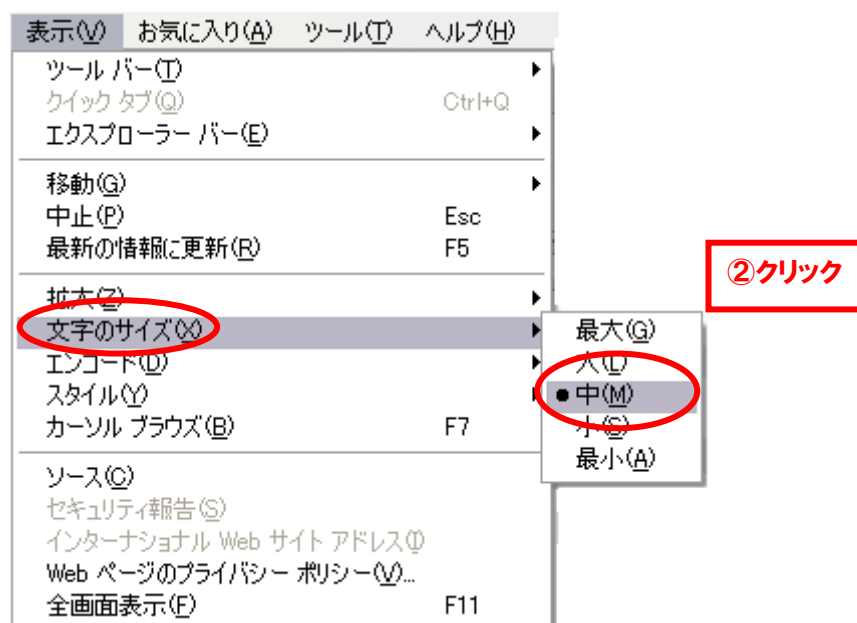 表示(V) お気に入り(A) ツール(T) ヘルプ(H)
ツール バー(T)
クイック タブ(Q) Ctrl+Q
エクスプローラー バー(E)
移動(G)
中止(P) Esc
最新の情報に更新(R) F5
②クリック
拡大(Z)
文字のサイズ(X) 最大(G)
エンコード(D) 大(L)
スタイル(Y) 中(M)
カーソル ブラウズ(B) F7 小(S)
最小(A)
ソース(C)
セキュリティ報告(S)
インターナショナル Web サイト アドレス(I)
Web ページのプライバシー ポリシー(V)...
全画面表示(F) F11